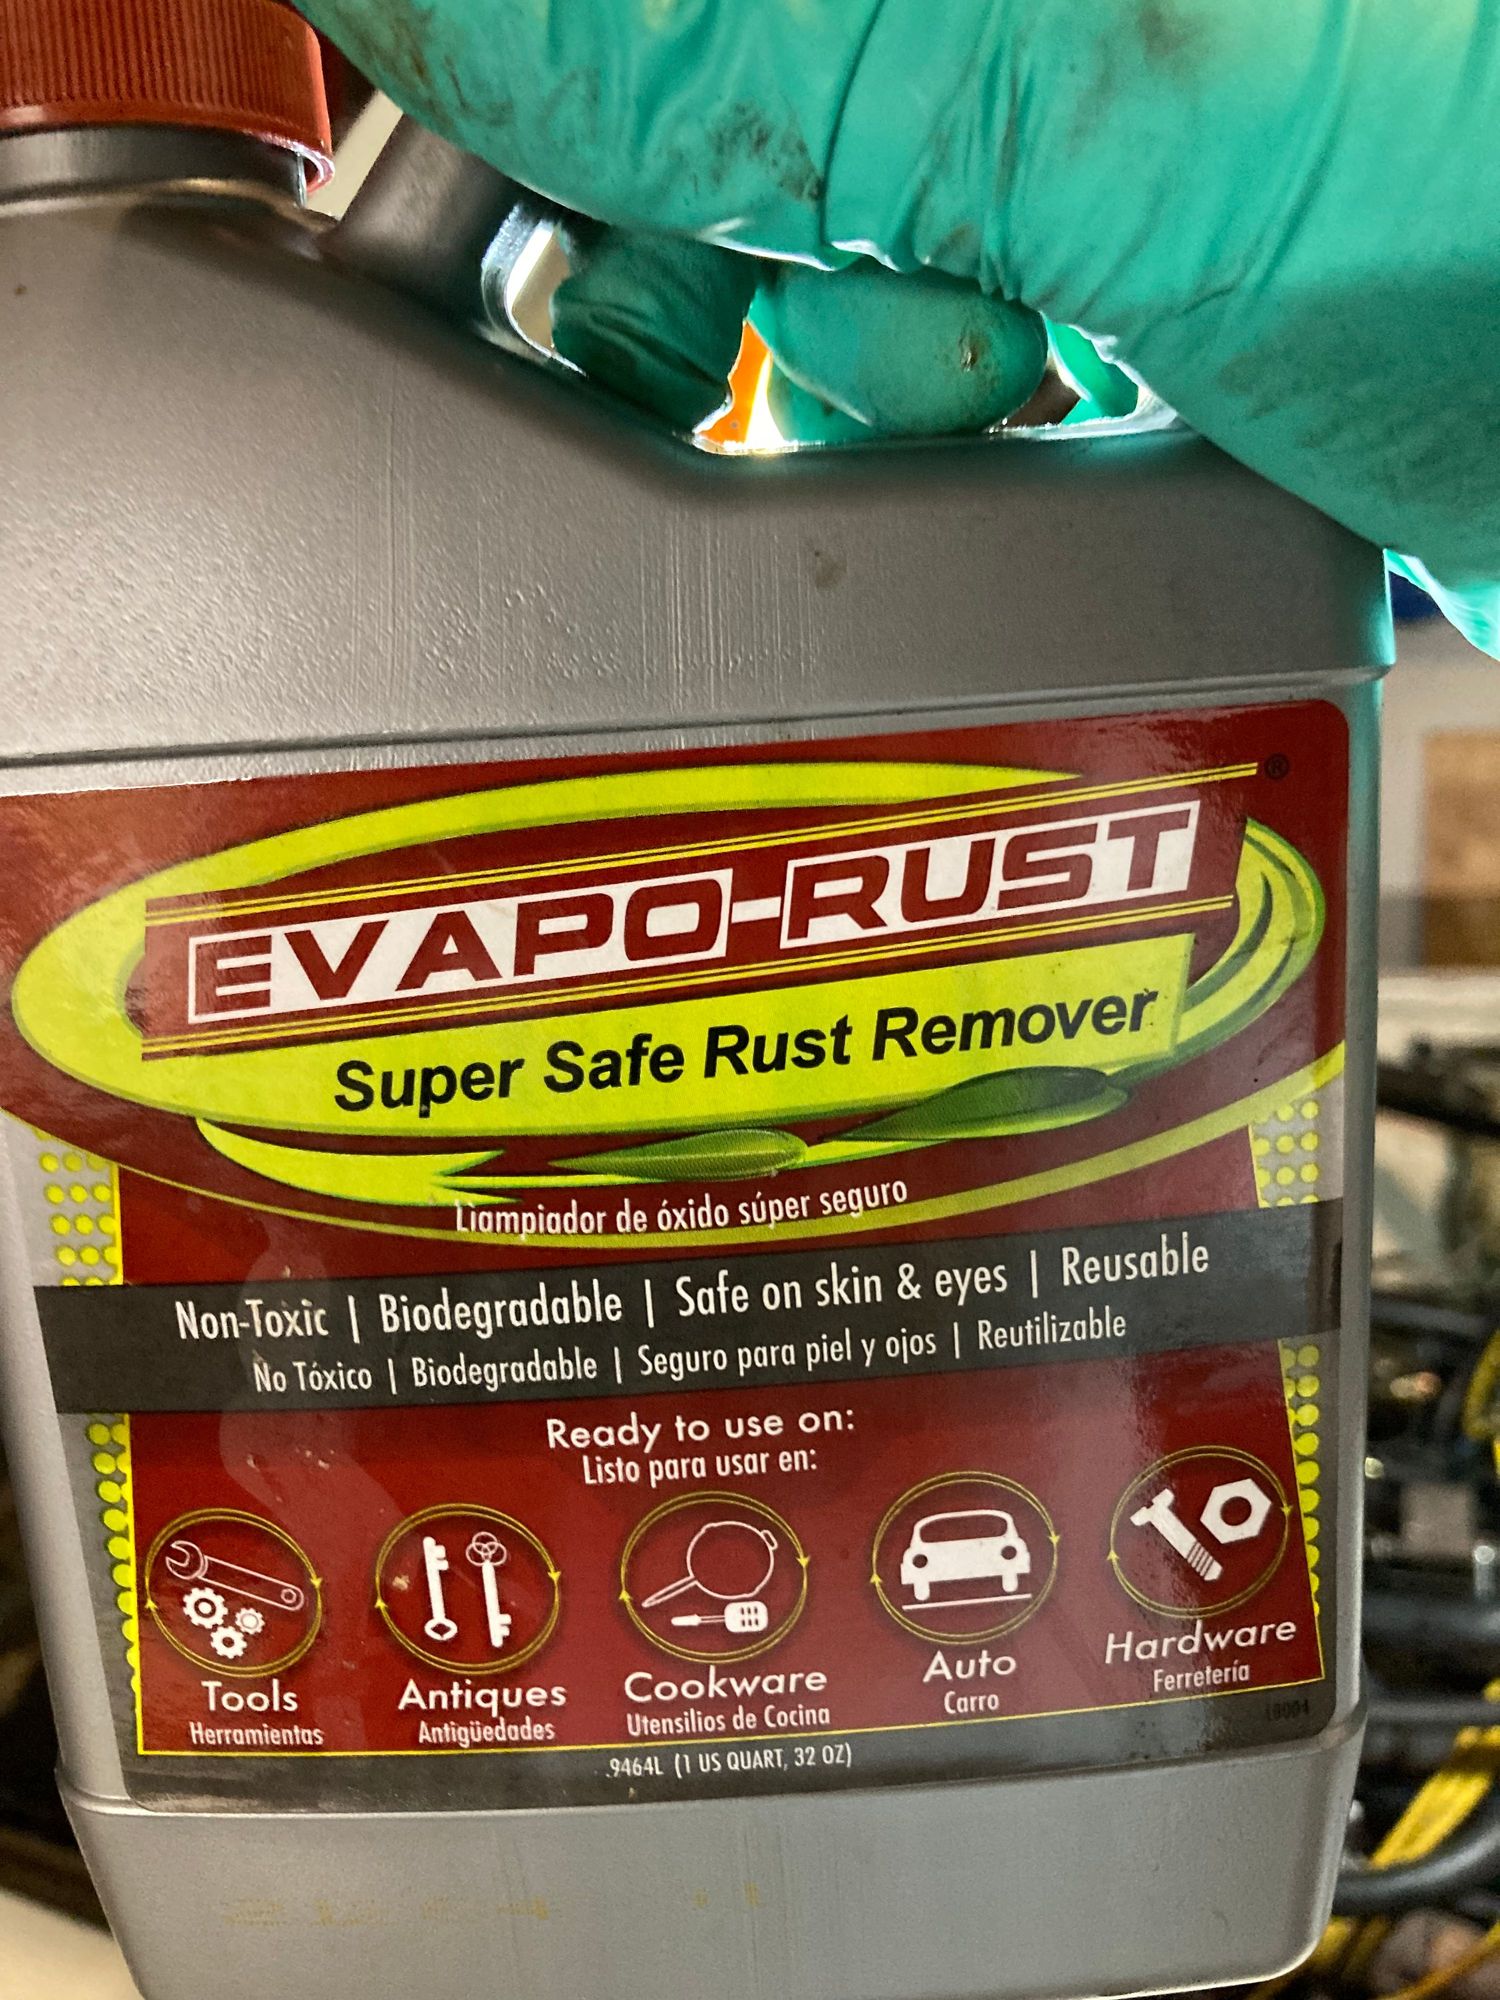 EVAPO-RUST®
Super Safe Rust Remover
Liampiador de óxido súper seguro
Non-Toxic | Biodegradable | Safe on skin & eyes | Reusable
No Tóxico | Biodegradable | Seguro para piel y ojos | Reutilizable
Ready to use on:
Listo para usar en:
Tools
Herramientas
Antiques
Antigüedades
Cookware
Utensilios de Cocina
Auto
Carro
Hardware
Ferretería
.9464L (1 US QUART, 32 OZ)